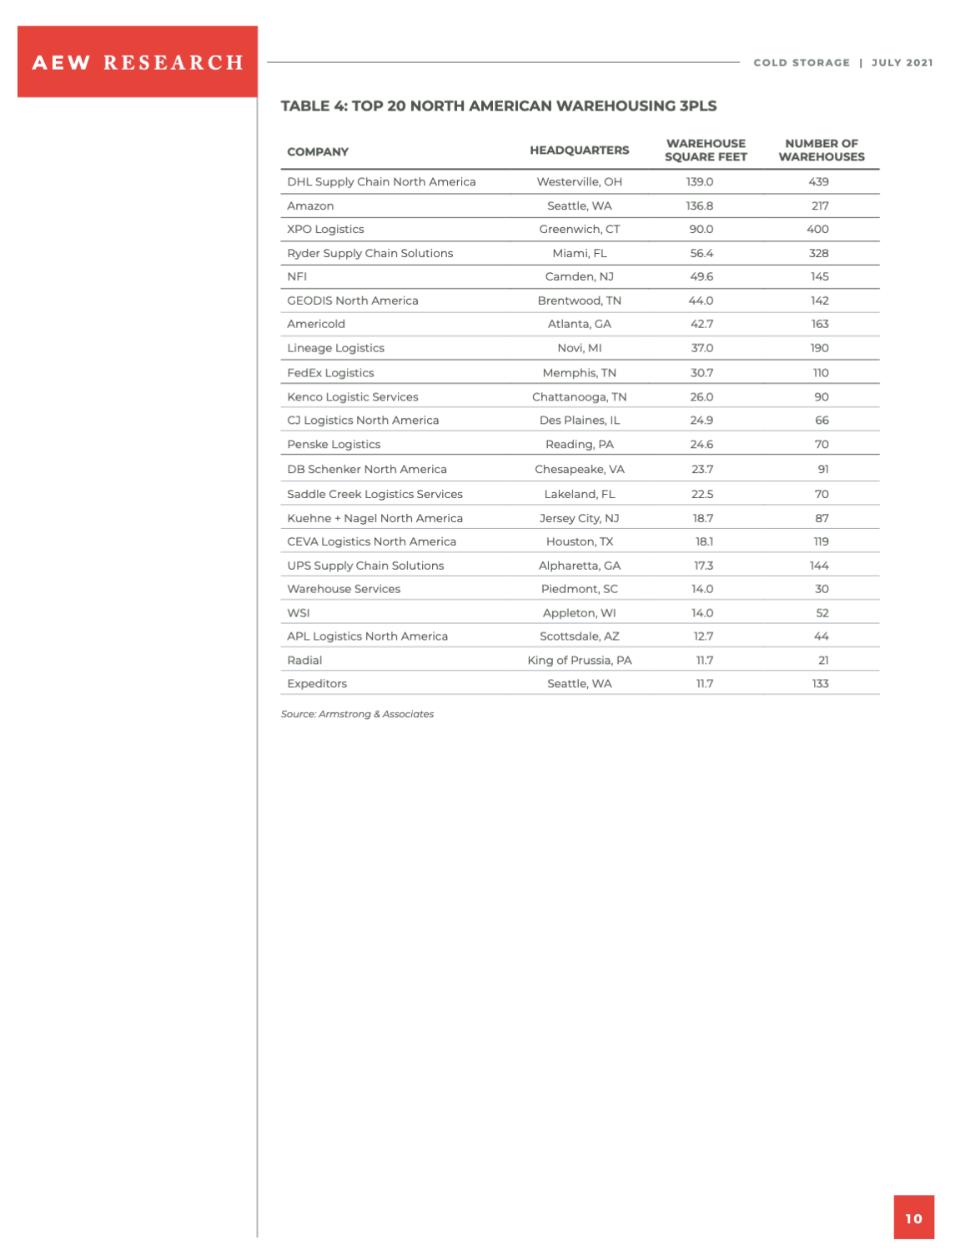 AEW RESEARCH
COLD STORAGE | JULY 2021
TABLE 4: TOP 20 NORTH AMERICAN WAREHOUSING 3PLS
COMPANY HEADQUARTERS WAREHOUSE SQUARE FEET NUMBER OF WAREHOUSES
DHL Supply Chain North America Westerville, OH 139.0 439
Amazon Seattle, WA 136.8 217
XPO Logistics Greenwich, CT 90.0 400
Ryder Supply Chain Solutions Miami, FL 56.4 328
NFI Camden, NJ 49.6 145
GEODIS North America Brentwood, TN 44.0 142
Americold Atlanta, GA 42.7 163
Lineage Logistics Novi, MI 37.0 190
FedEx Logistics Memphis, TN 30.7 110
Kenco Logistic Services Chattanooga, TN 26.0 90
CJ Logistics North America Des Plaines, IL 24.9 66
Penske Logistics Reading, PA 24.6 70
DB Schenker North America Chesapeake, VA 23.7 91
Saddle Creek Logistics Services Lakeland, FL 22.5 70
Kuehne + Nagel North America Jersey City, NJ 18.7 87
CEVA Logistics North America Houston, TX 18.1 119
UPS Supply Chain Solutions Alpharetta, GA 17.3 144
Warehouse Services Piedmont, SC 14.0 30
WSI Appleton, WI 14.0 52
APL Logistics North America Scottsdale, AZ 12.7 44
Radial King of Prussia, PA 11.7 21
Expeditors Seattle, WA 11.7 133
Source: Armstrong & Associates
10